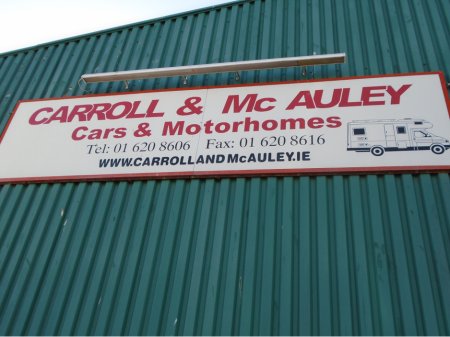 CARROLL & Mc AULEY
Cars & Motorhomes
Tel: 01 620 8606 Fax: 01 620 8616
WWW.CARROLLANDMCAULEY.IE